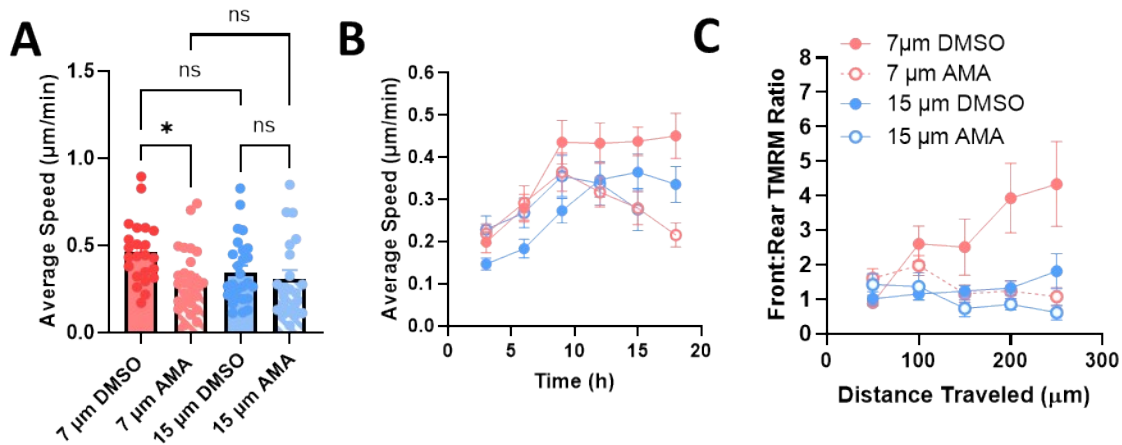 A
ns
ns
*
ns
Average Speed (µm/min)
1.5
1.0
0.5
0.0
7 µm DMSO
7 µm AMA
15 µm DMSO
15 µm AMA
B
Average Speed (µm/min)
0.6
0.5
0.4
0.3
0.2
0.1
0.0
0 5 10 15 20
Time (h)
C
7µm DMSO
7 µm AMA
15 µm DMSO
15 µm AMA
Front:Rear TMRM Ratio
8
7
6
5
4
3
2
1
0
0 100 200 300
Distance Traveled (µm)